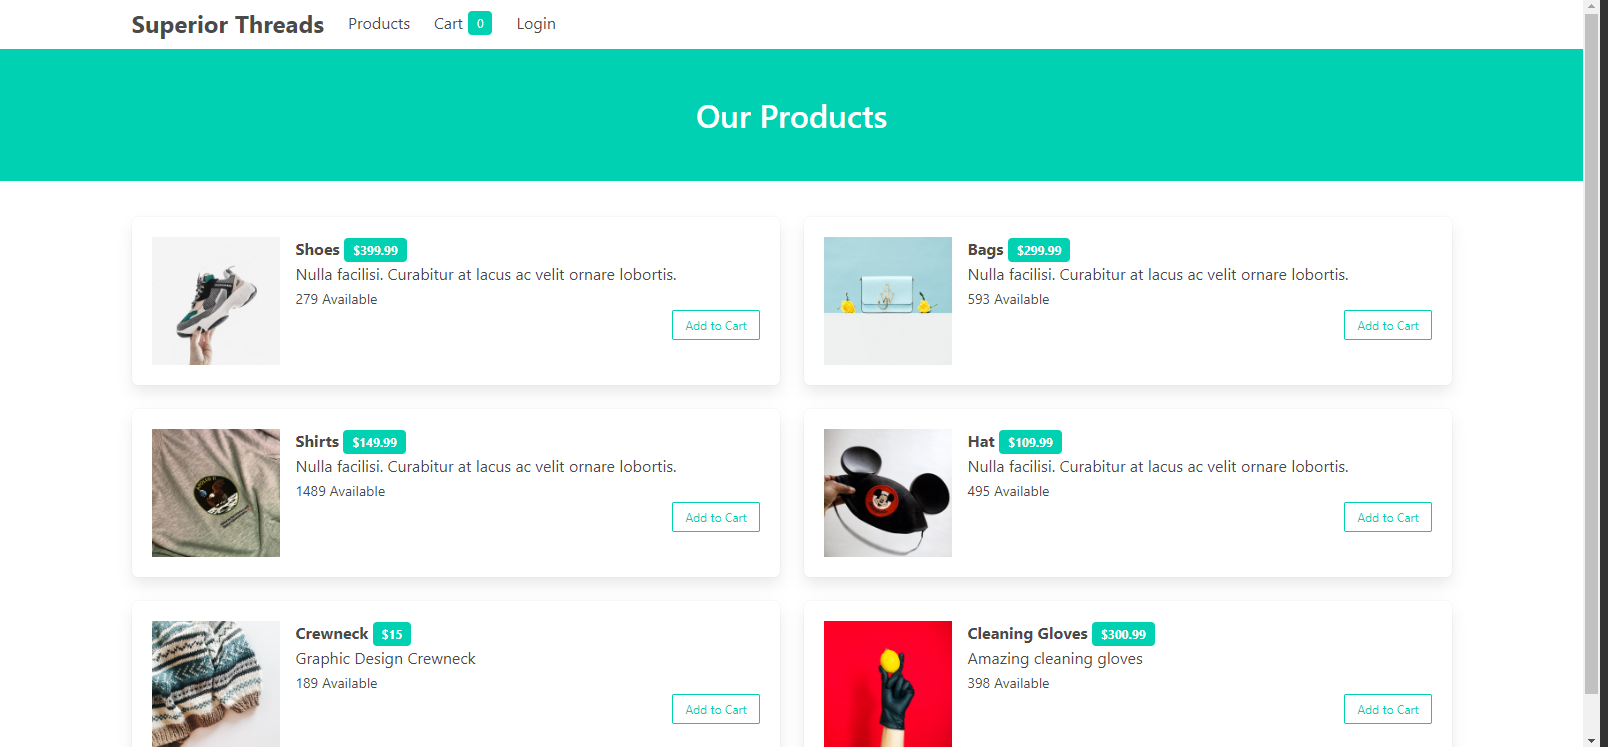 Superior Threads Products Cart 0 Login
Our Products
Shoes $399.99
Nulla facilisi. Curabitur at lacus ac velit ornare lobortis.
279 Available
Add to Cart
Bags $299.99
Nulla facilisi. Curabitur at lacus ac velit ornare lobortis.
593 Available
Add to Cart
Shirts $149.99
Nulla facilisi. Curabitur at lacus ac velit ornare lobortis.
1489 Available
Add to Cart
Hat $109.99
Nulla facilisi. Curabitur at lacus ac velit ornare lobortis.
495 Available
Add to Cart
Crewneck $15
Graphic Design Crewneck
189 Available
Add to Cart
Cleaning Gloves $300.99
Amazing cleaning gloves
398 Available
Add to Cart